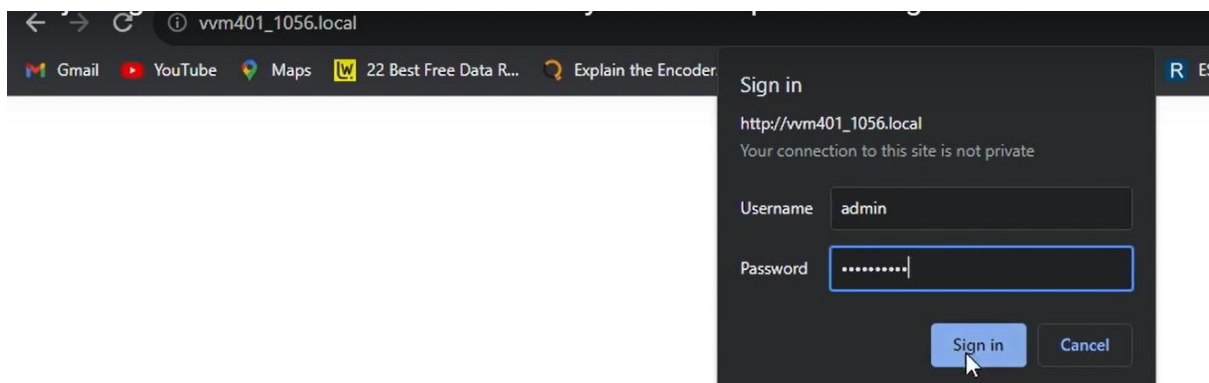 vvm401_1056.local
Gmail YouTube Maps 22 Best Free Data R... Explain the Encoder
Sign in
http://vvm401_1056.local
Your connection to this site is not private
Username admin
Password ••••••••••
Sign in Cancel